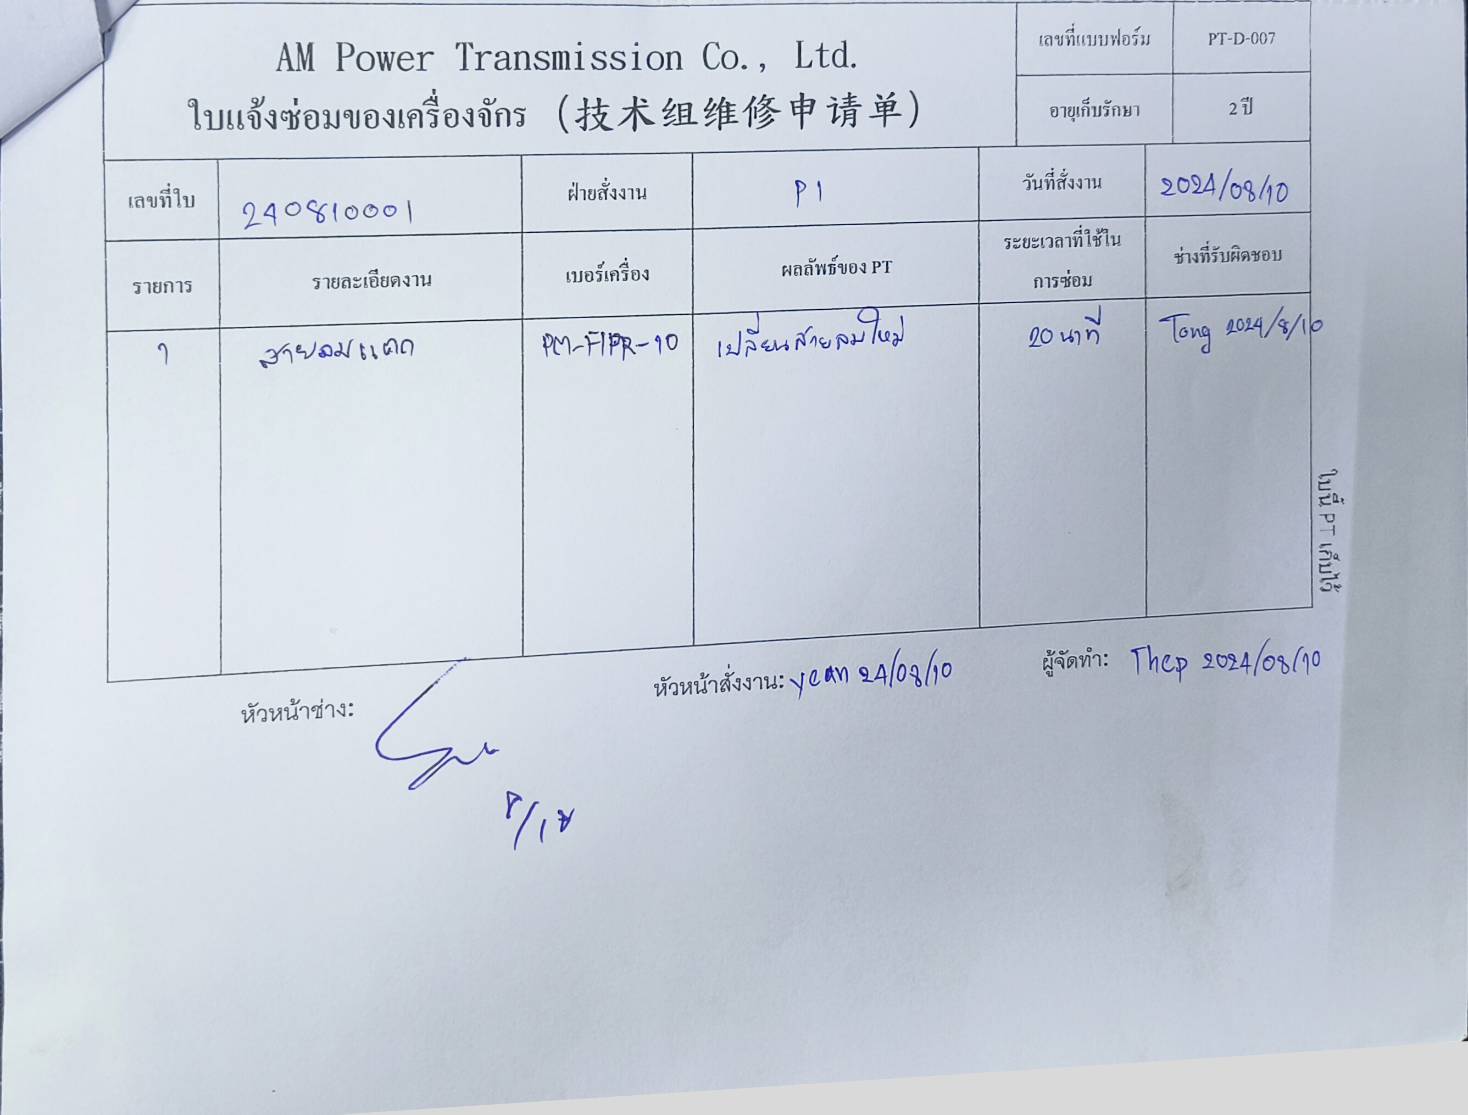 AM Power Transmission Co., Ltd.
ใบแจ้งซ่อมของเครื่องจักร (技术组维修申请单)
เลขที่แบบฟอร์ม PT-D-007
อายุเก็บรักษา 2 ปี
เลขที่ใบ 240810001 ฝ่ายสั่งงาน P1 วันที่สั่งงาน 2024/08/10
รายการ รายละเอียดงาน เบอร์เครื่อง ผลลัพธ์ของ PT ระยะเวลาที่ใช้ใน ช่างที่รับผิดชอบ
การซ่อม
1 สายลมแตก PM-FIPR-10 เปลี่ยนสายลมใหม่ 20 นาที Tong 2024/8/10
ใบนี้ PT เก็บไว้
หัวหน้าช่าง: หัวหน้าสั่งงาน: yean 24/08/10 ผู้จัดทำ: Thep 2024/08/10